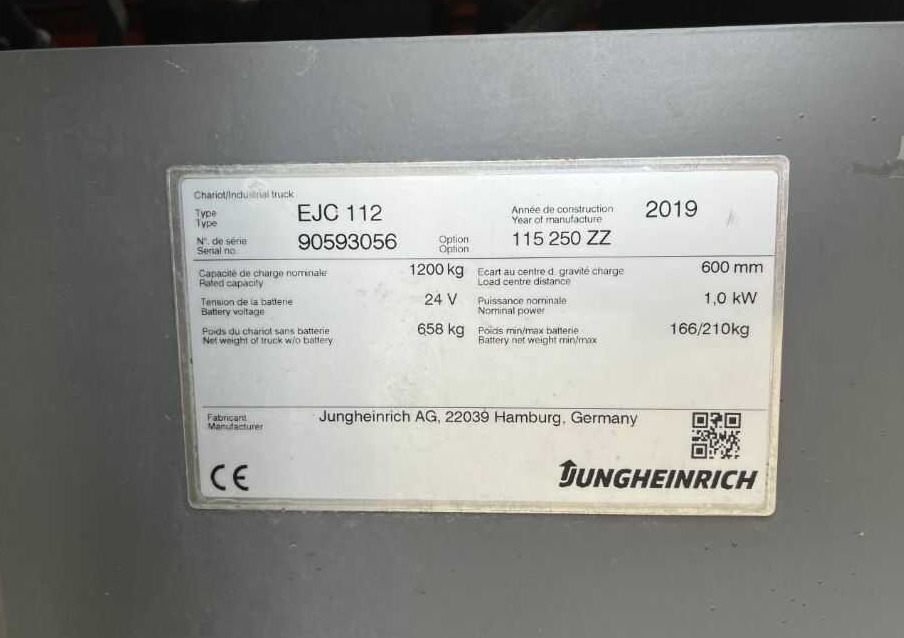 Chariot/Industrial truck
Type EJC 112 Année de construction 2019
Type Year of manufacture
N°. de série 90593056 Option 115 250 ZZ
Serial no. Option
Capacité de charge nominale 1200 kg Ecart au centre d. gravité charge 600 mm
Rated capacity Load centre distance
Tension de la batterie 24 V Puissance nominale 1,0 kW
Battery voltage Nominal power
Poids du chariot sans batterie 658 kg Poids min/max batterie 166/210kg
Net weight of truck w/o battery Battery net weight min/max
Fabricant Jungheinrich AG, 22039 Hamburg, Germany
Manufacturer
CE JUNGHEINRICH